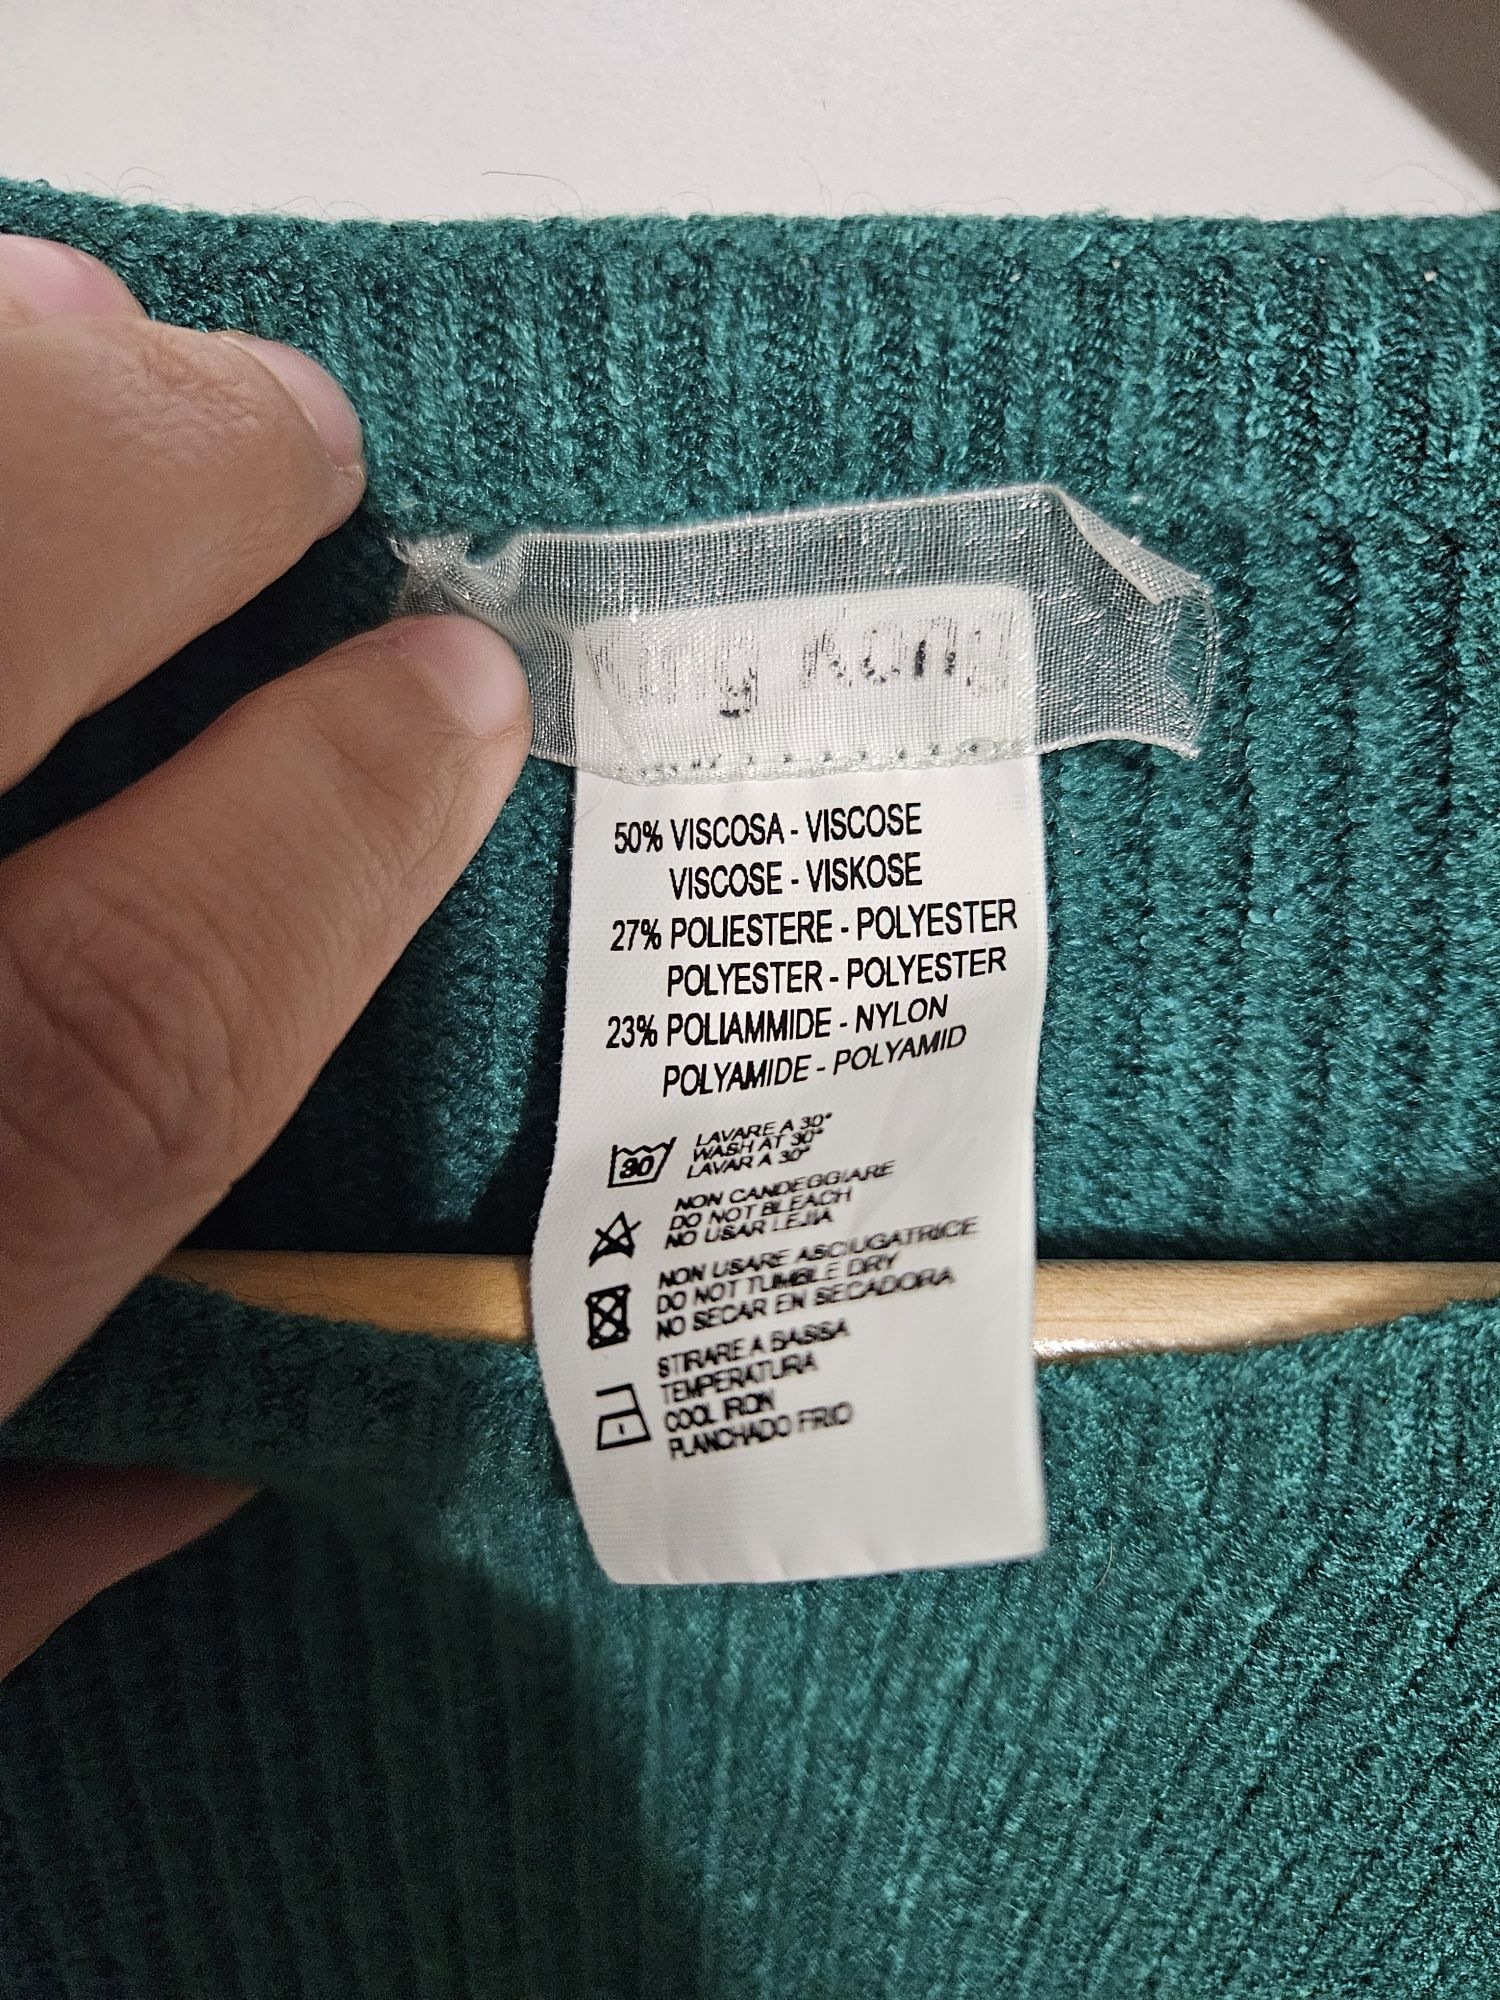 King Kong
50% VISCOSA - VISCOSE
VISCOSE - VISKOSE
27% POLIESTERE - POLYESTER
POLYESTER - POLYESTER
23% POLIAMMIDE - NYLON
POLYAMIDE - POLYAMID
30
LAVARE A 30°
WASH AT 30°
LAVAR A 30°
NON CANDEGGIARE
DO NOT BLEACH
NO USAR LEJIA
NON USARE ASCIUGATRICE
DO NOT TUMBLE DRY
NO SECAR EN SECADORA
STIRARE A BASSA
TEMPERATURA
COOL IRON
PLANCHADO FRIO